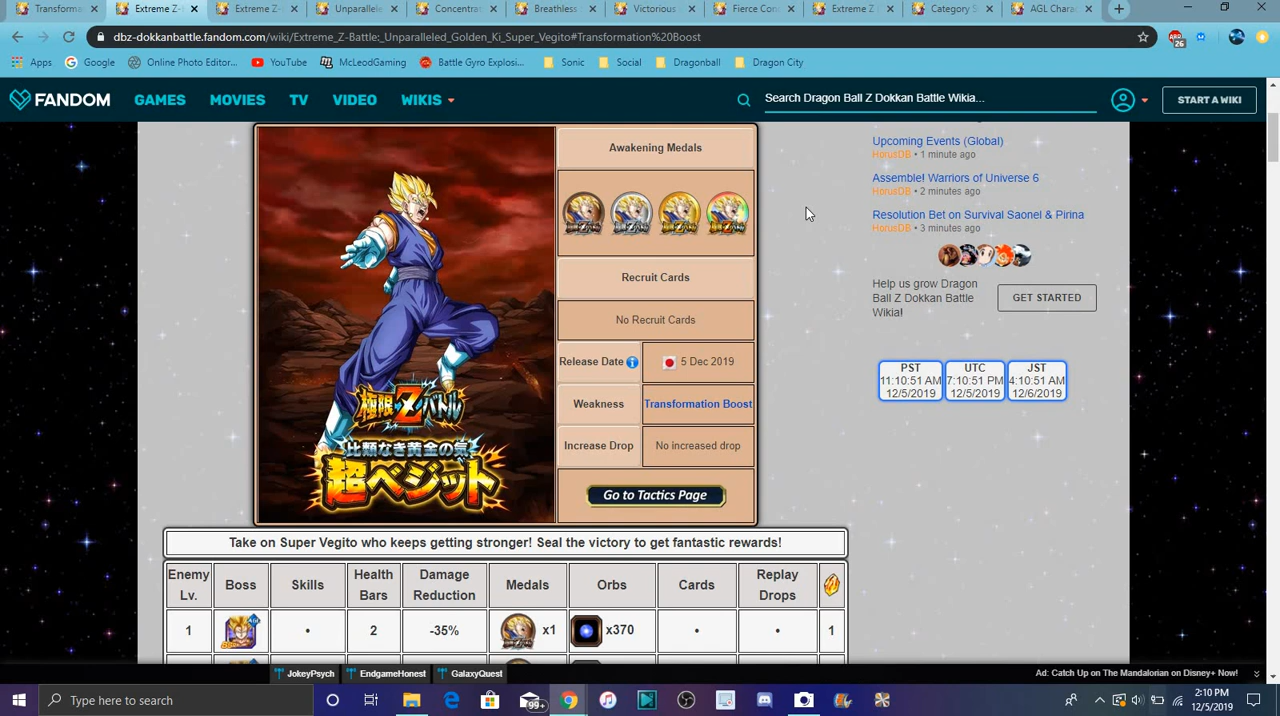 Transforma
Extreme Z-
Extreme Z-
Unparallele
Concentra
Breathless
Victorious
Fierce Con
Extreme Z
Category S
AGL Charac
dbz-dokkanbattle.fandom.com/wiki/Extreme_Z-Battle:_Unparalleled_Golden_Ki_Super_Vegito#Transformation%20Boost
26
Apps Google Online Photo Editor... YouTube McLeodGaming Battle Gyro Explosi... Sonic Social Dragonball Dragon City
FANDOM GAMES MOVIES TV VIDEO WIKIS Search Dragon Ball Z Dokkan Battle Wikia... START A WIKI
Awakening Medals
Recruit Cards
No Recruit Cards
Release Date 5 Dec 2019
Weakness Transformation Boost
Increase Drop No increased drop
Go to Tactics Page
極限Zバトル
比類なき黄金の気
超ベジット
Upcoming Events (Global)
HorusDB • 1 minute ago
Assemble! Warriors of Universe 6
HorusDB • 2 minutes ago
Resolution Bet on Survival Saonel & Pirina
HorusDB • 3 minutes ago
Help us grow Dragon
Ball Z Dokkan Battle
Wikia!
GET STARTED
PST UTC JST
11:10:51 AM 7:10:51 PM 4:10:51 AM
12/5/2019 12/5/2019 12/6/2019
Take on Super Vegito who keeps getting stronger! Seal the victory to get fantastic rewards!
Enemy Lv. Boss Skills Health Bars Damage Reduction Medals Orbs Cards Replay Drops
1 • 2 -35% x1 x370 • • 1
JokeyPsych EndgameHonest GalaxyQuest Ad: Catch Up on The Mandalorian on Disney+ Now!
Type here to search 99+ 2:10 PM
12/5/2019